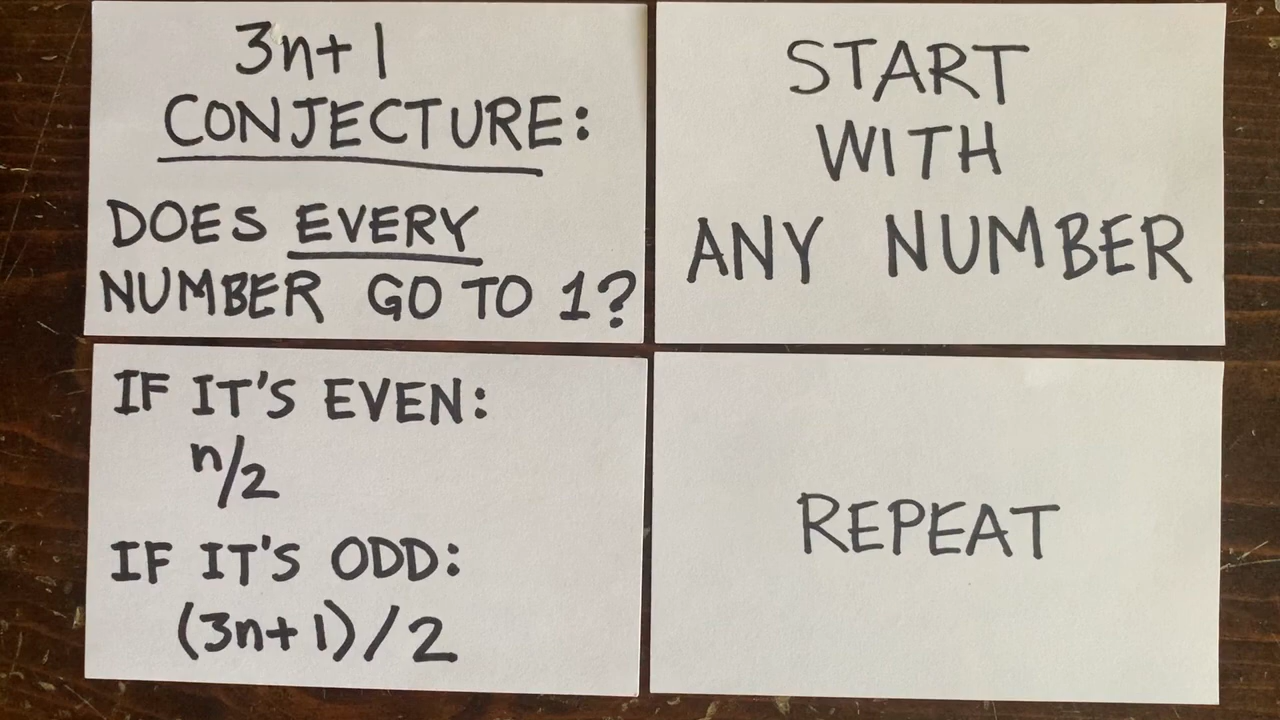 3n+1
CONJECTURE:
DOES EVERY
NUMBER GO TO 1?
START
WITH
ANY NUMBER
IF IT'S EVEN:
n/2
IF IT'S ODD:
(3n+1)/2
REPEAT